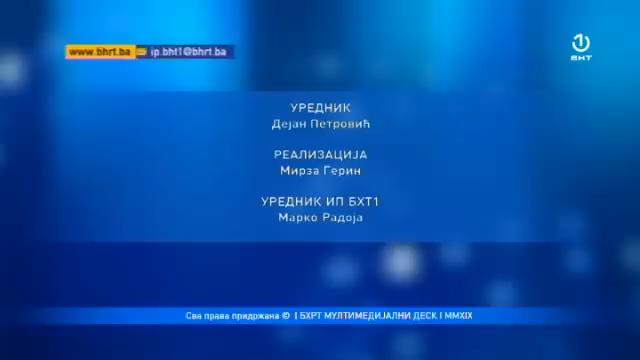 www.bhrt.ba ip.bht1@bhrt.ba
1
BHT
УРЕДНИК
Дејан Петровић
РЕАЛИЗАЦИЈА
Мирза Герин
УРЕДНИК ИП БХТ1
Марко Радоја
Сва права придржана © I БХРТ МУЛТИМЕДИЈАЛНИ ДЕСК I MMXIX